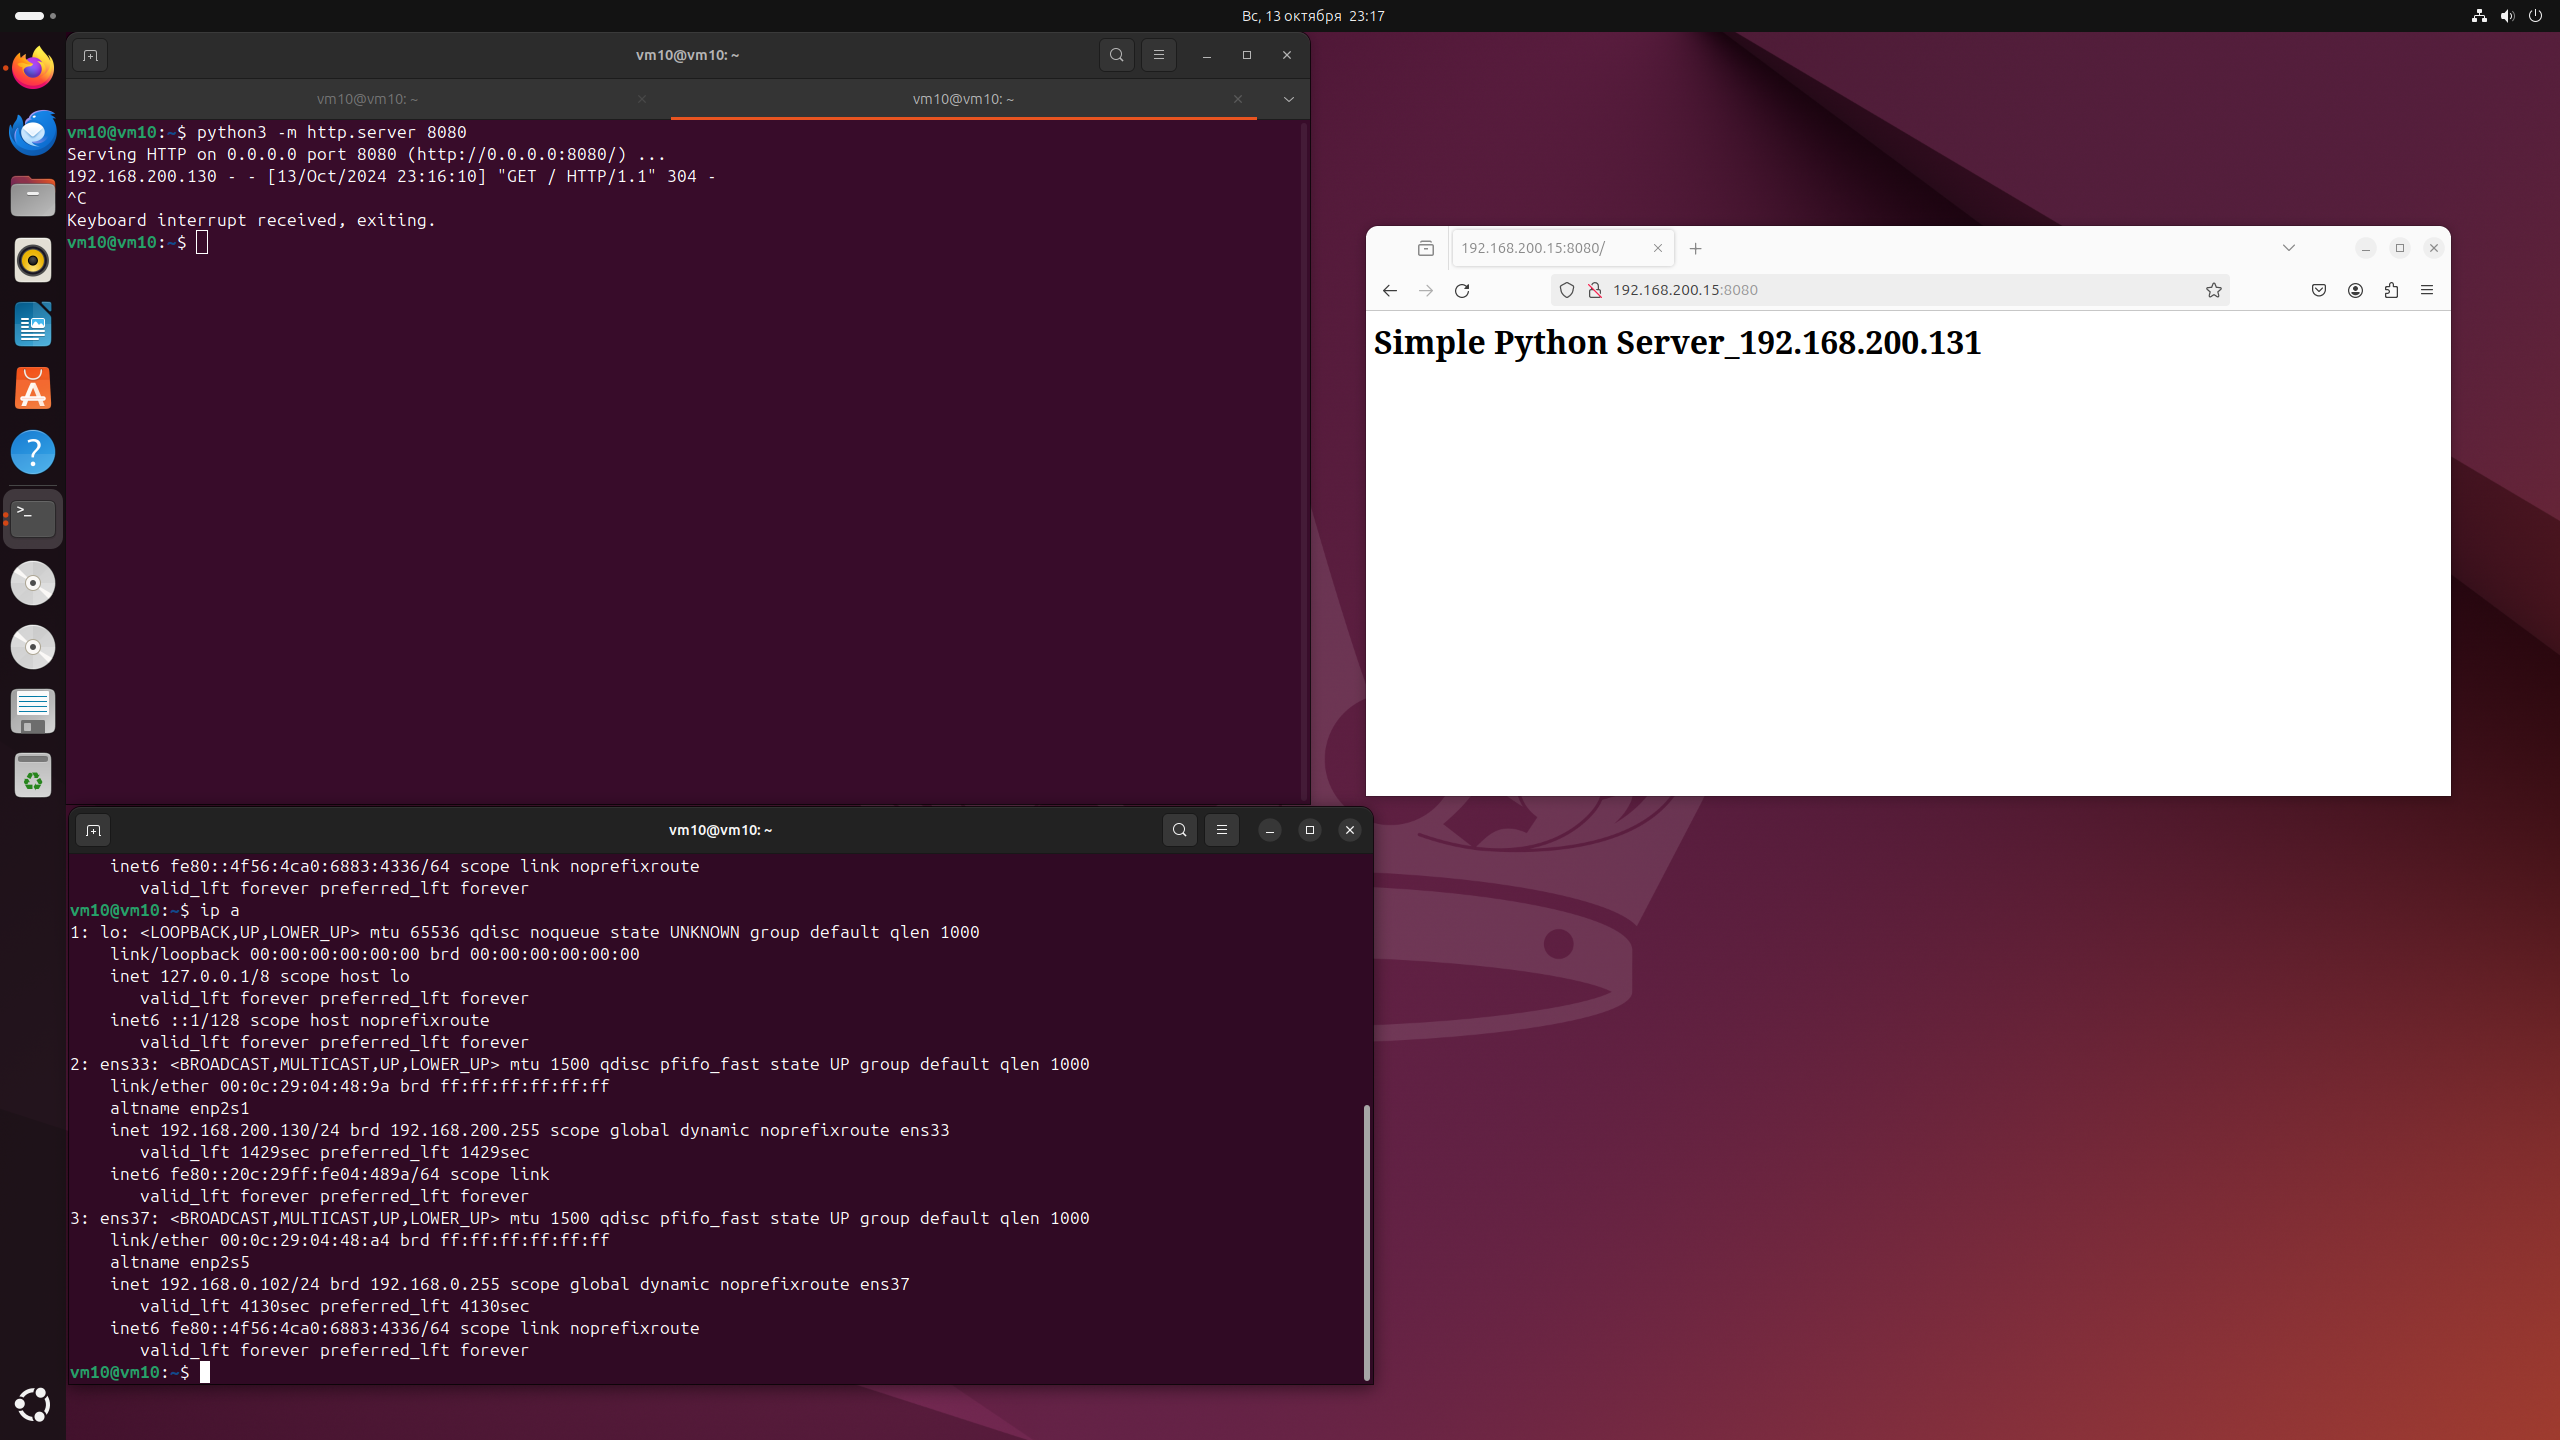 Вс, 13 октября 23:17
vm10@vm10: ~
vm10@vm10: ~
vm10@vm10: ~
vm10@vm10:~$ python3 -m http.server 8080
Serving HTTP on 0.0.0.0 port 8080 (http://0.0.0.0:8080/) ...
192.168.200.130 - - [13/Oct/2024 23:16:10] "GET / HTTP/1.1" 304 -
^C
Keyboard interrupt received, exiting.
vm10@vm10:~$
192.168.200.15:8080/
192.168.200.15:8080
Simple Python Server_192.168.200.131
vm10@vm10: ~
inet6 fe80::4f56:4ca0:6883:4336/64 scope link noprefixroute
valid_lft forever preferred_lft forever
vm10@vm10:~$ ip a
1: lo: <LOOPBACK,UP,LOWER_UP> mtu 65536 qdisc noqueue state UNKNOWN group default qlen 1000
link/loopback 00:00:00:00:00:00 brd 00:00:00:00:00:00
inet 127.0.0.1/8 scope host lo
valid_lft forever preferred_lft forever
inet6 ::1/128 scope host noprefixroute
valid_lft forever preferred_lft forever
2: ens33: <BROADCAST,MULTICAST,UP,LOWER_UP> mtu 1500 qdisc pfifo_fast state UP group default qlen 1000
link/ether 00:0c:29:04:48:9a brd ff:ff:ff:ff:ff:ff
altname enp2s1
inet 192.168.200.130/24 brd 192.168.200.255 scope global dynamic noprefixroute ens33
valid_lft 1429sec preferred_lft 1429sec
inet6 fe80::20c:29ff:fe04:489a/64 scope link
valid_lft forever preferred_lft forever
3: ens37: <BROADCAST,MULTICAST,UP,LOWER_UP> mtu 1500 qdisc pfifo_fast state UP group default qlen 1000
link/ether 00:0c:29:04:48:a4 brd ff:ff:ff:ff:ff:ff
altname enp2s5
inet 192.168.0.102/24 brd 192.168.0.255 scope global dynamic noprefixroute ens37
valid_lft 4130sec preferred_lft 4130sec
inet6 fe80::4f56:4ca0:6883:4336/64 scope link noprefixroute
valid_lft forever preferred_lft forever
vm10@vm10:~$